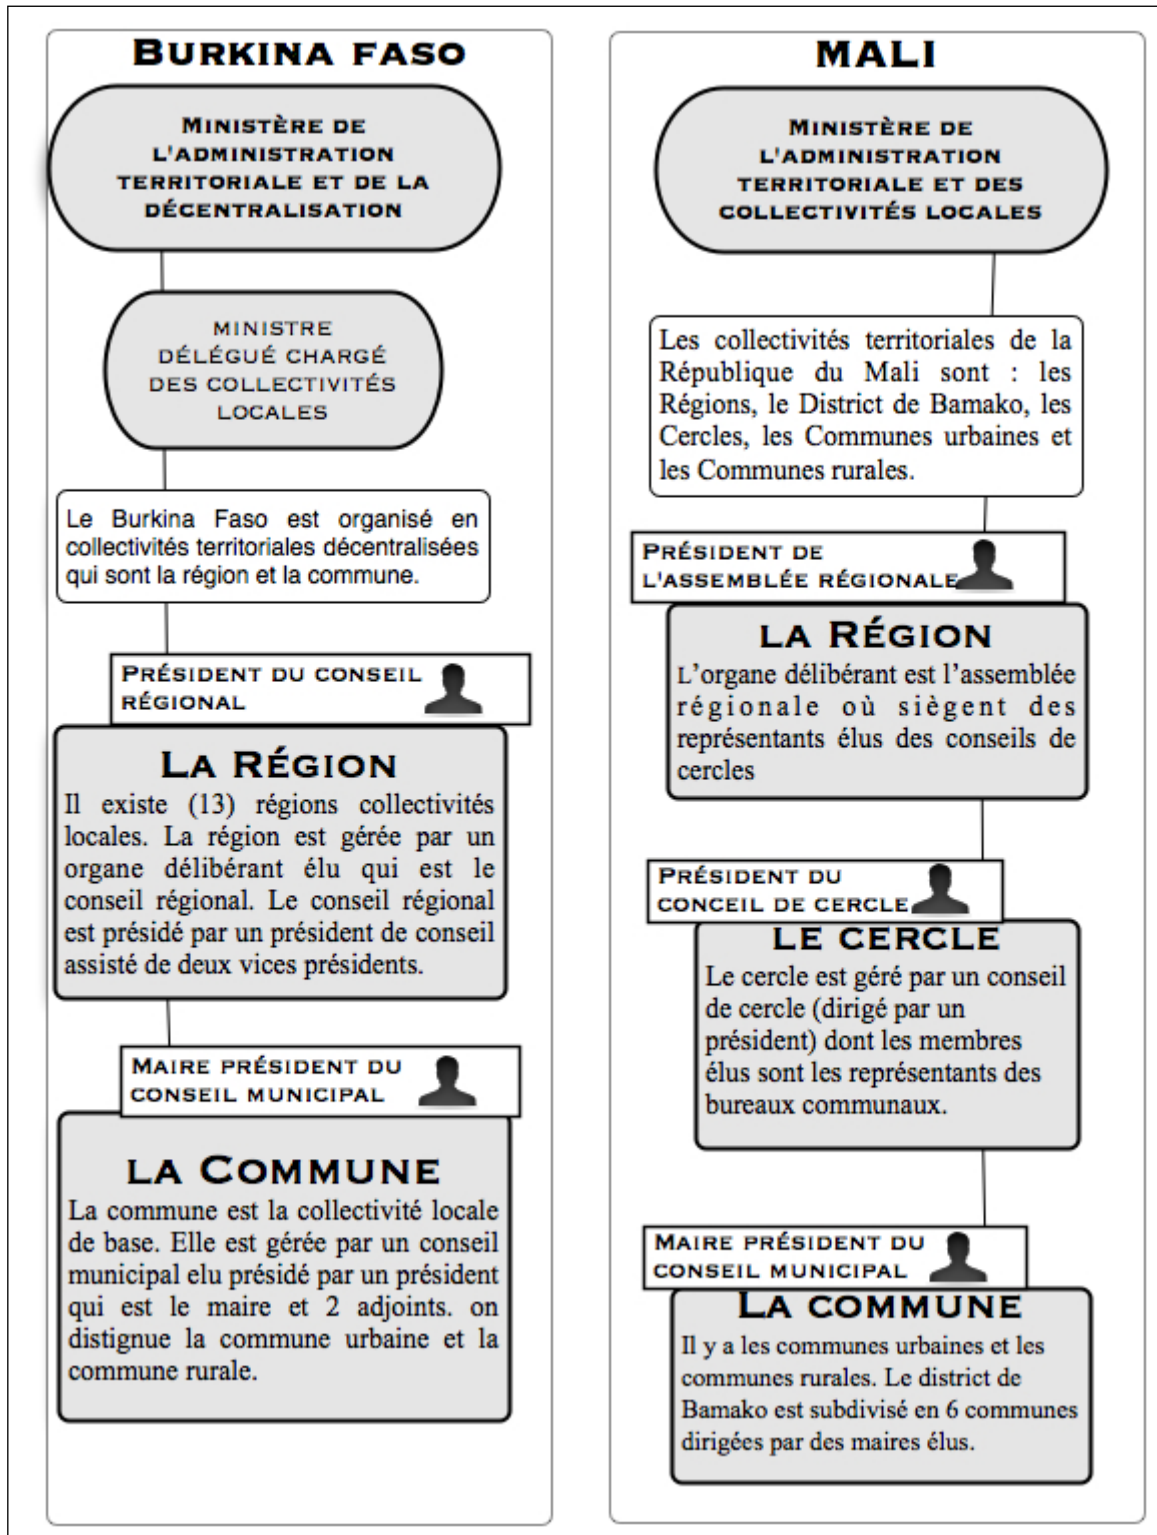 BURKINA FASO
MINISTÈRE DE
L'ADMINISTRATION
TERRITORIALE ET DE LA
DÉCENTRALISATION
MINISTRE
DÉLÉGUÉ CHARGÉ
DES COLLECTIVITÉS
LOCALES
Le Burkina Faso est organisé en
collectivités territoriales décentralisées
qui sont la région et la commune.
PRÉSIDENT DU CONSEIL
RÉGIONAL
LA RÉGION
Il existe (13) régions collectivités
locales. La région est gérée par un
organe délibérant élu qui est le
conseil régional. Le conseil régional
est présidé par un président de conseil
assisté de deux vices présidents.
MAIRE PRÉSIDENT DU
CONSEIL MUNICIPAL
LA COMMUNE
La commune est la collectivité locale
de base. Elle est gérée par un conseil
municipal elu présidé par un président
qui est le maire et 2 adjoints. on
distignue la commune urbaine et la
commune rurale.
MALI
MINISTÈRE DE
L'ADMINISTRATION
TERRITORIALE ET DES
COLLECTIVITÉS LOCALES
Les collectivités territoriales de la
République du Mali sont : les
Régions, le District de Bamako, les
Cercles, les Communes urbaines et
les Communes rurales.
PRÉSIDENT DE
L'ASSEMBLÉE RÉGIONALE
LA RÉGION
L’organe délibérant est l’assemblée
régionale où siègent des
représentants élus des conseils de
cercles
PRÉSIDENT DU
CONCEIL DE CERCLE
LE CERCLE
Le cercle est géré par un conseil
de cercle (dirigé par un
président) dont les membres
élus sont les représentants des
bureaux communaux.
MAIRE PRÉSIDENT DU
CONSEIL MUNICIPAL
LA COMMUNE
Il y a les communes urbaines et les
communes rurales. Le district de
Bamako est subdivisé en 6 communes
dirigées par des maires élus.